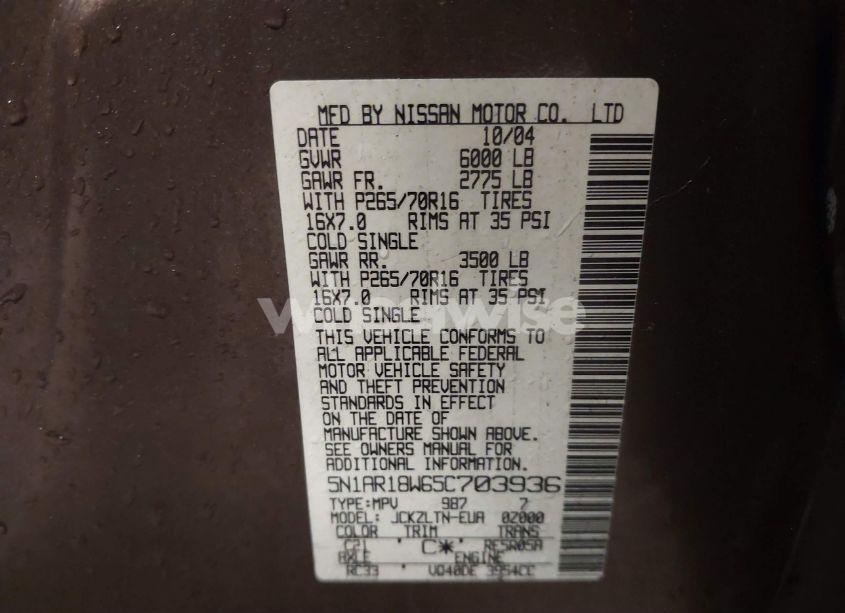 MFD BY NISSAN MOTOR CO. LTD
DATE 10/04
GVWR 6000 LB
GAWR FR. 2775 LB
WITH P265/70R16 TIRES
16X7.0 RIMS AT 35 PSI
COLD SINGLE
GAWR RR. 3500 LB
WITH P265/70R16 TIRES
16X7.0 RIMS AT 35 PSI
COLD SINGLE
THIS VEHICLE CONFORMS TO
ALL APPLICABLE FEDERAL
MOTOR VEHICLE SAFETY
AND THEFT PREVENTION
STANDARDS IN EFFECT
ON THE DATE OF
MANUFACTURE SHOWN ABOVE.
SEE OWNERS MANUAL FOR
ADDITIONAL INFORMATION.
5N1AR18W65C703936
TYPE:MPV 987 7
MODEL: JCKZLTN-EUA 02000
COLOR TRIM TRANS
C21 ' C* ' RE5R05A
AXLE ENGINE
RC33 ' VQ40DE 3954CC